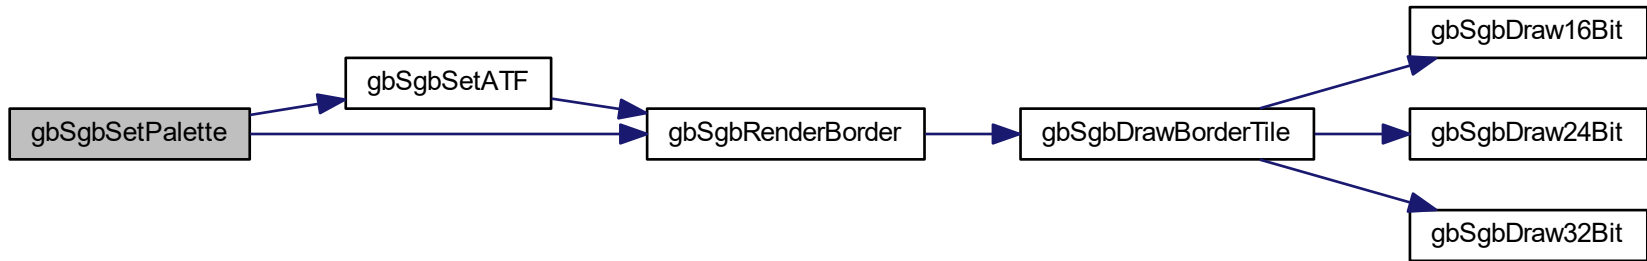 gbSgbSetPalette
gbSgbSetATF
gbSgbRenderBorder
gbSgbDrawBorderTile
gbSgbDraw16Bit
gbSgbDraw24Bit
gbSgbDraw32Bit